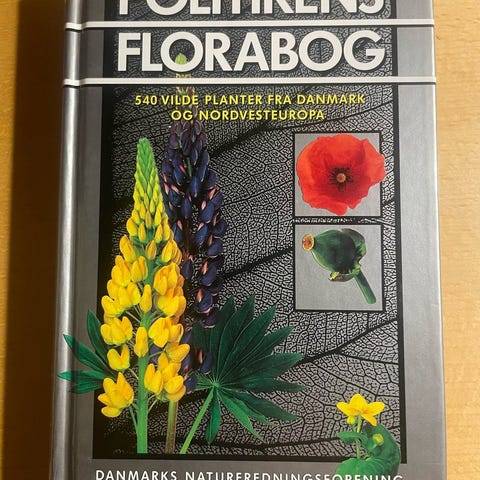 POLITIKENS
FLORABOG
540 VILDE PLANTER FRA DANMARK
OG NORDVESTEUROPA
DANMARKS NATURFREDNINGSFORENING